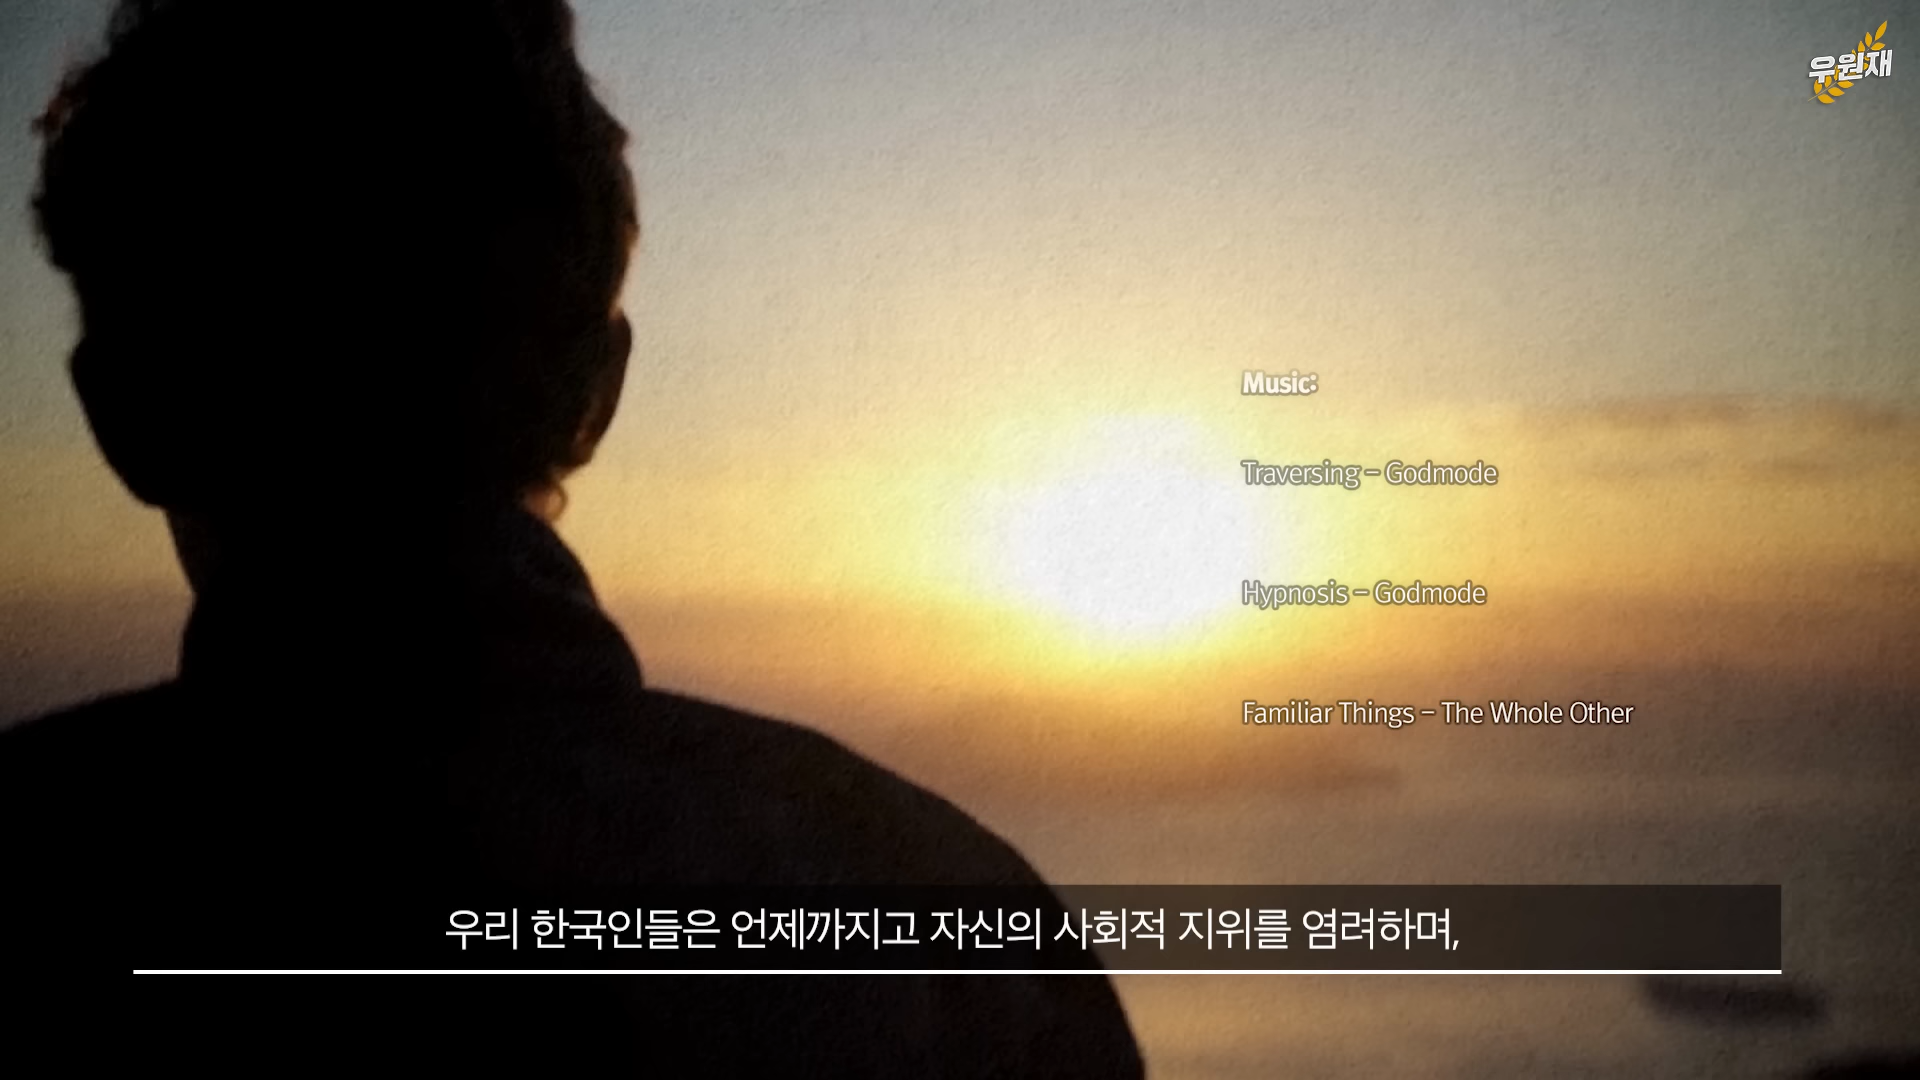 우원재
Music:
Traversing – Godmode
Hypnosis – Godmode
Familiar Things – The Whole Other
우리 한국인들은 언제까지고 자신의 사회적 지위를 염려하며,